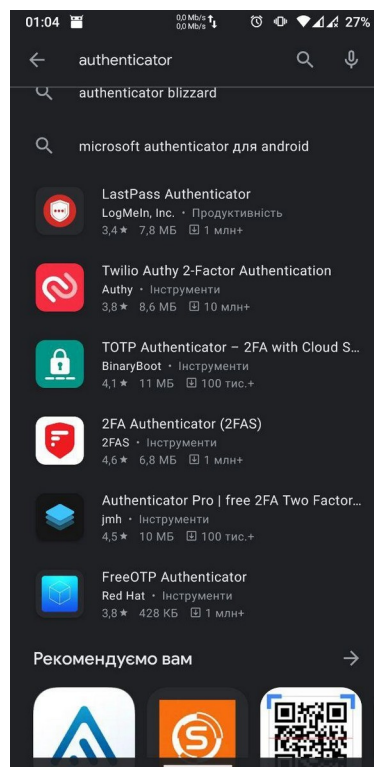 01:04
0,0 Mb/s
0,0 Mb/s
27%
authenticator
authenticator blizzard
microsoft authenticator для android
LastPass Authenticator
LogMeIn, Inc. • Продуктивність
3,4★ 7,8 МБ 1 млн+
Twilio Authy 2-Factor Authentication
Authy • Інструменти
3,8★ 8,6 МБ 10 млн+
TOTP Authenticator – 2FA with Cloud S...
BinaryBoot • Інструменти
4,1★ 11 МБ 100 тис.+
2FA Authenticator (2FAS)
2FAS • Інструменти
4,6★ 6,8 МБ 1 млн+
Authenticator Pro | free 2FA Two Factor...
jmh • Інструменти
4,5★ 10 МБ 100 тис.+
FreeOTP Authenticator
Red Hat • Інструменти
3,8★ 428 КБ 1 млн+
Рекомендуємо вам
S